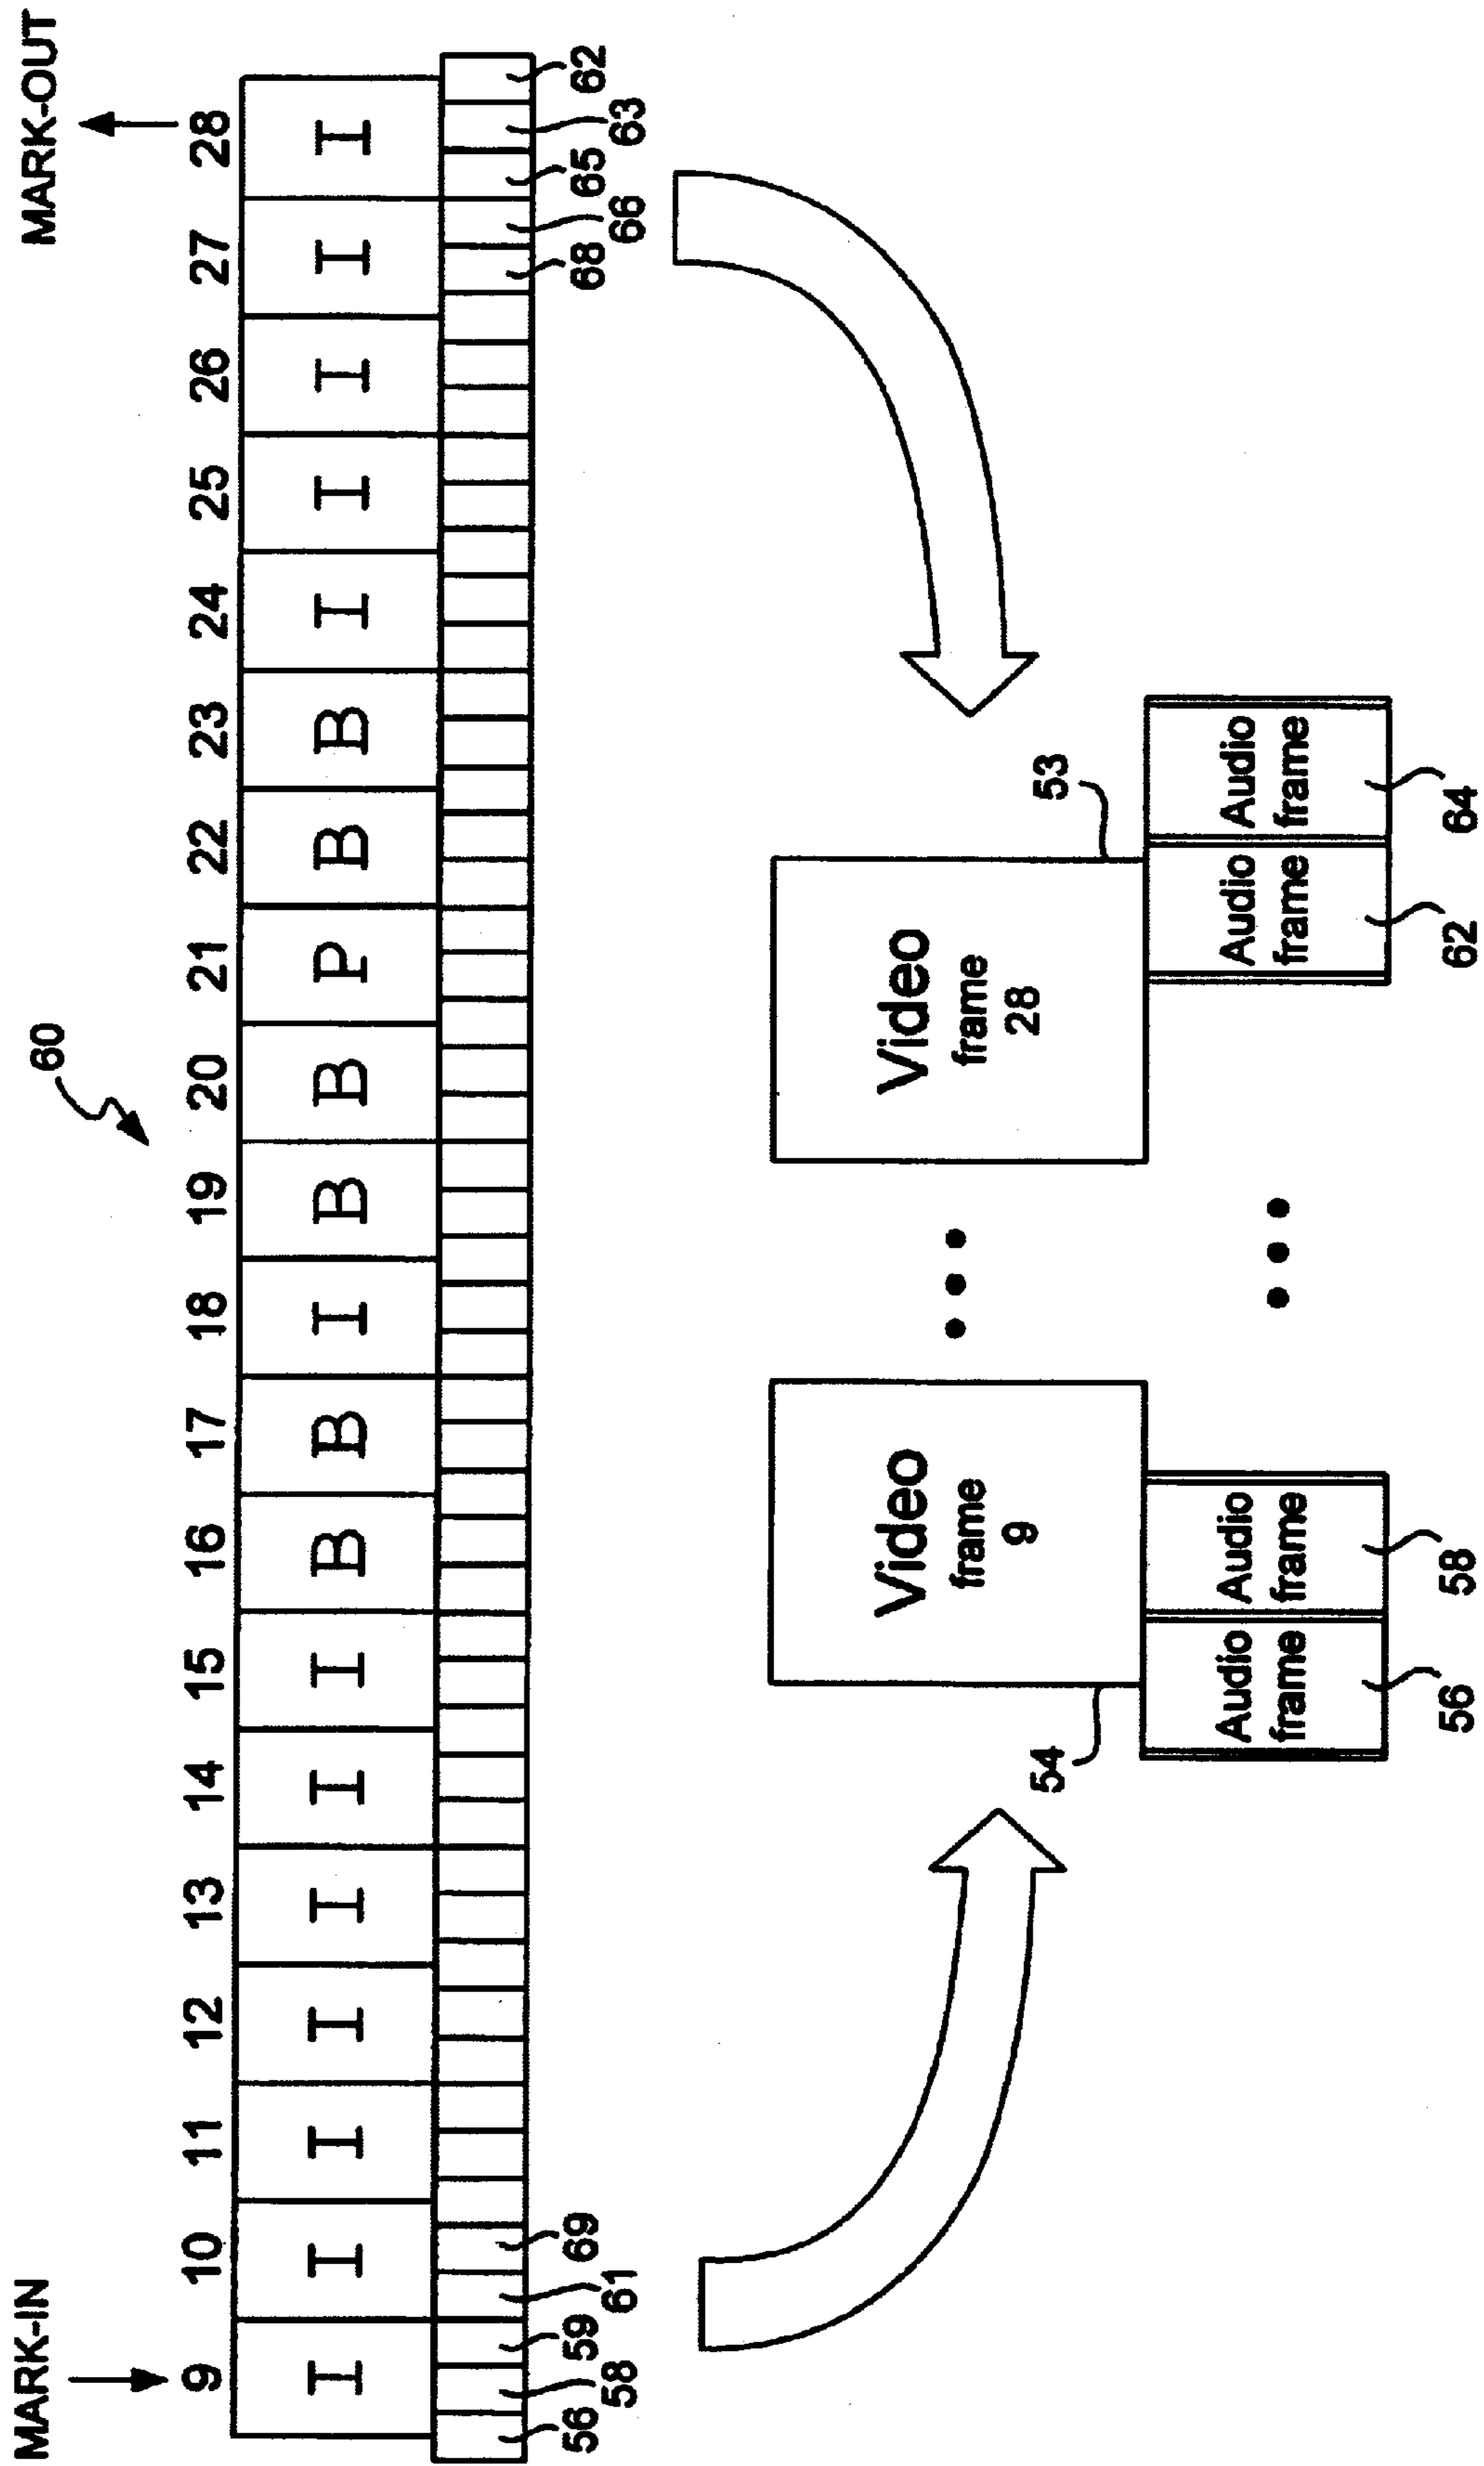 MARK-IN
MARK-OUT
60
9 10 11 12 13 14 15 16 17 18 19 20 21 22 23 24 25 26 27 28
I I I I I I I B B I B B P B B I I I I I
56 58 59 61 69 68 66 65 63 62
54
Video
frame
9
Audio
frame
Audio
frame
56 58
53
Video
frame
28
Audio
frame
Audio
frame
62 64